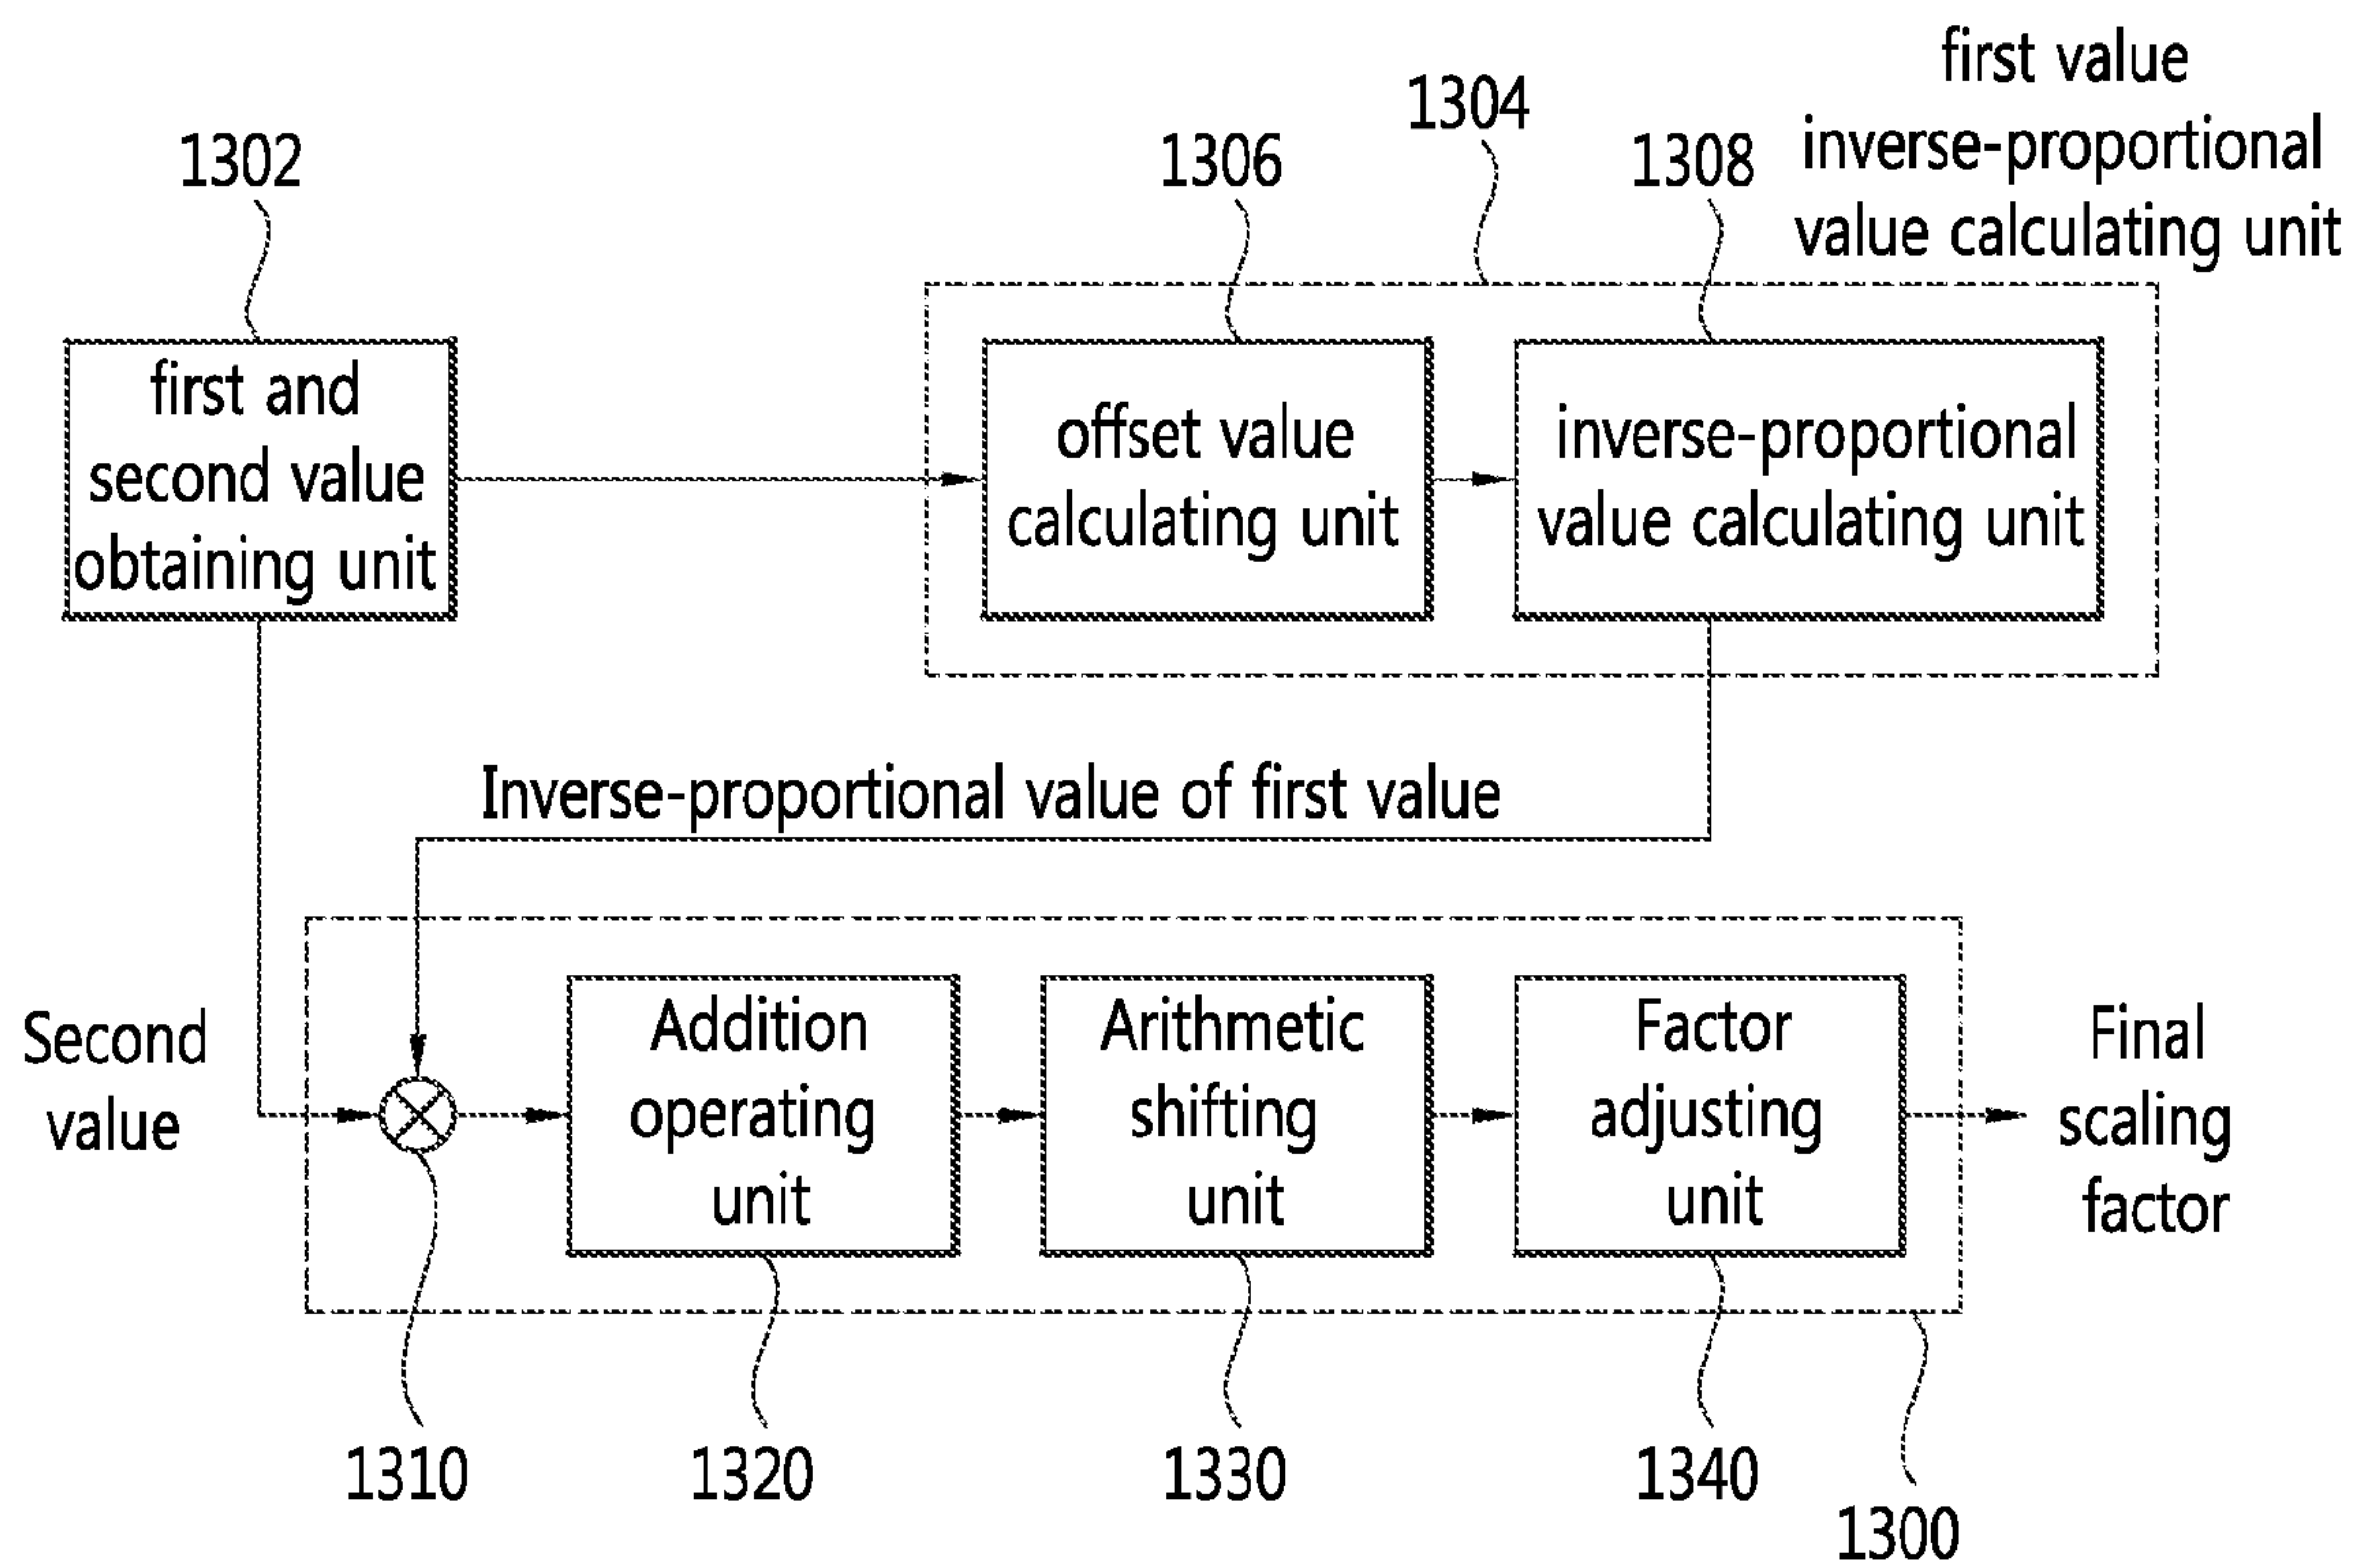 first value
inverse-proportional
value calculating unit
1304
1302
1306
1308
first and
second value
obtaining unit
offset value
calculating unit
inverse-proportional
value calculating unit
Inverse-proportional value of first value
Second
value
Addition
operating
unit
Arithmetic
shifting
unit
Factor
adjusting
unit
Final
scaling
factor
1310
1320
1330
1340
1300